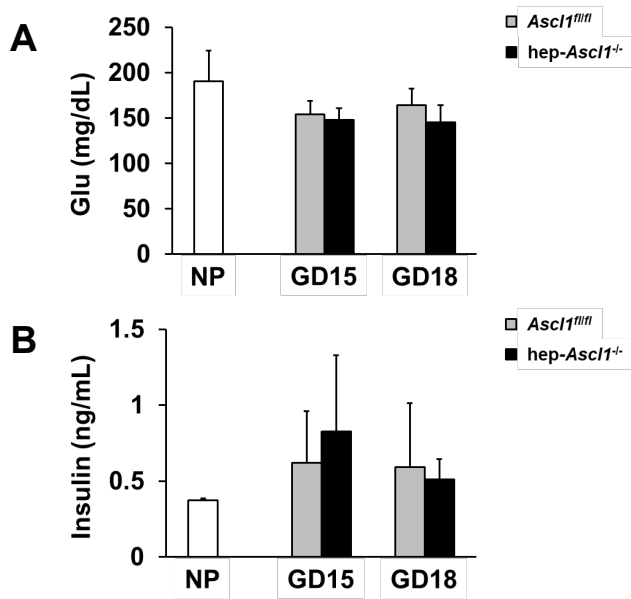 A
Glu (mg/dL)
250
200
150
100
50
0
NP
GD15
GD18
Ascl1fl/fl
hep-Ascl1-/-
B
Insulin (ng/mL)
1.5
1
0.5
0
NP
GD15
GD18
Ascl1fl/fl
hep-Ascl1-/-